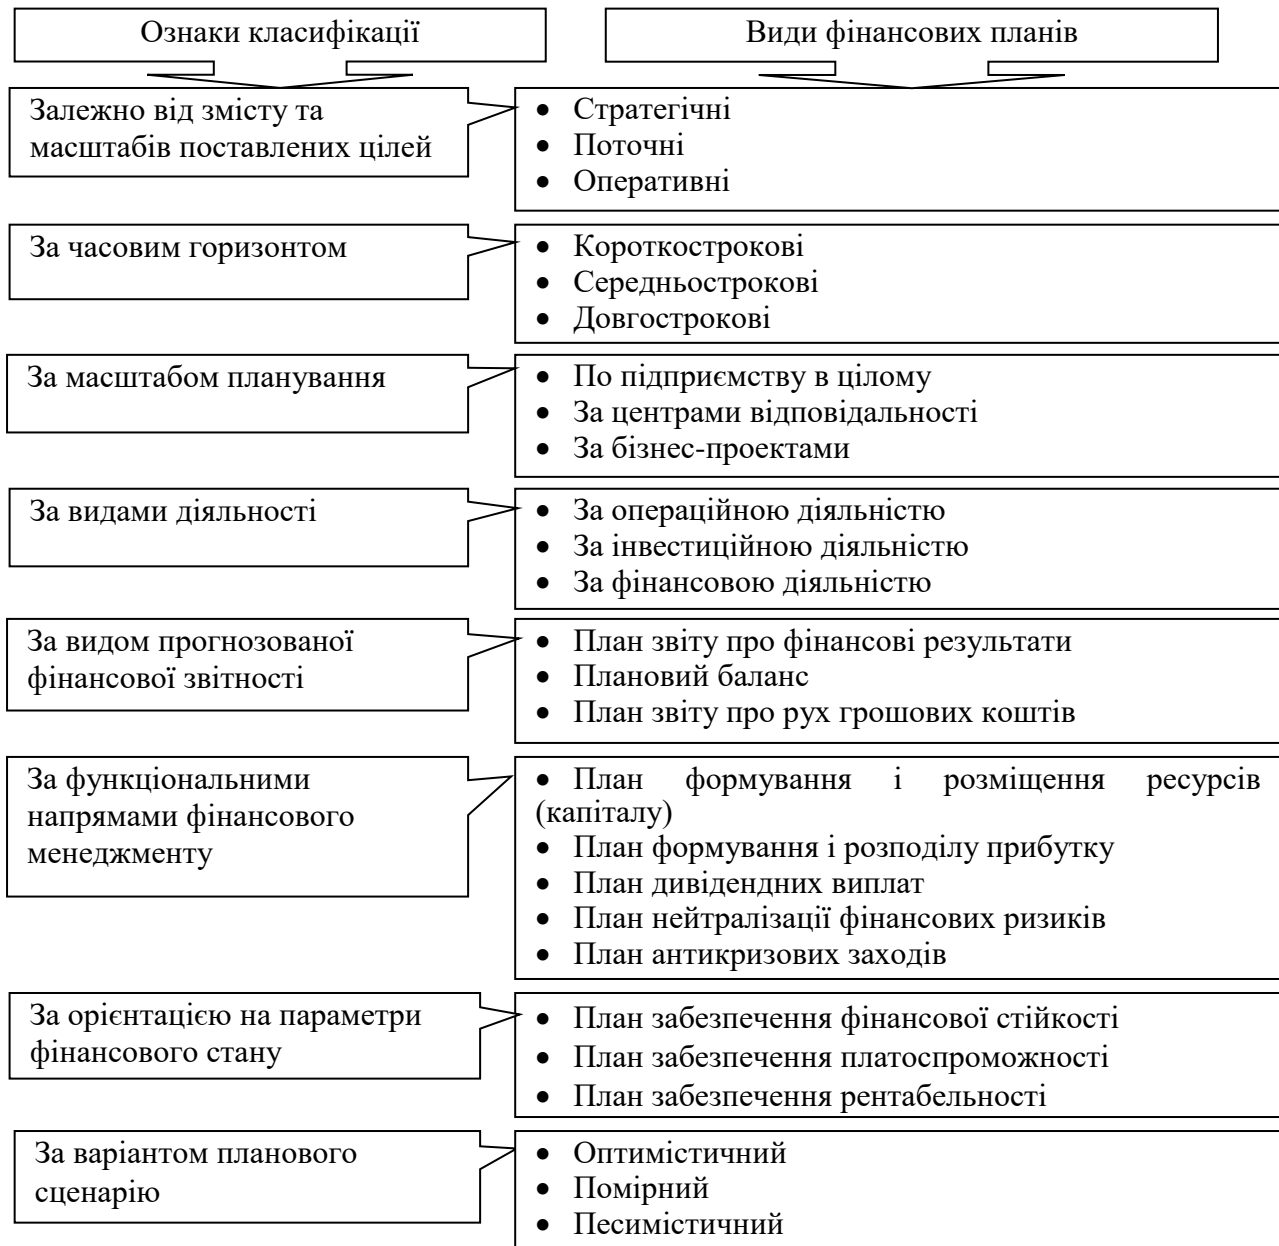 Ознаки класифікації
Види фінансових планів
Залежно від змісту та
масштабів поставлених цілей
• Стратегічні
• Поточні
• Оперативні
За часовим горизонтом
• Короткострокові
• Середньострокові
• Довгострокові
За масштабом планування
• По підприємству в цілому
• За центрами відповідальності
• За бізнес-проектами
За видами діяльності
• За операційною діяльністю
• За інвестиційною діяльністю
• За фінансовою діяльністю
За видом прогнозованої
фінансової звітності
• План звіту про фінансові результати
• Плановий баланс
• План звіту про рух грошових коштів
За функціональними
напрямами фінансового
менеджменту
• План формування і розміщення ресурсів
(капіталу)
• План формування і розподілу прибутку
• План дивідендних виплат
• План нейтралізації фінансових ризиків
• План антикризових заходів
За орієнтацією на параметри
фінансового стану
• План забезпечення фінансової стійкості
• План забезпечення платоспроможності
• План забезпечення рентабельності
За варіантом планового
сценарію
• Оптимістичний
• Помірний
• Песимістичний